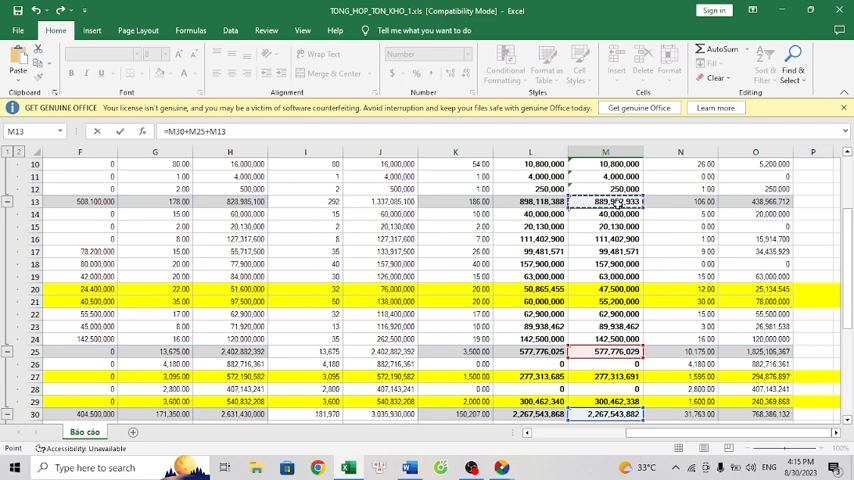 TONG_HOP_TON_KHO_1.xls [Compatibility Mode] - Excel
Sign in
File Home Insert Draw Page Layout Formulas Data Review View Help Tell me what you want to do
Paste
Wrap Text
Merge & Center
Number
Conditional Formatting
Format as Table
Cell Styles
Insert Delete Format
AutoSum
Fill
Clear
Sort & Filter
Find & Select
Clipboard Font Alignment Number Styles Cells Editing
GET GENUINE OFFICE Your license isn't genuine, and you may be a victim of software counterfeiting. Avoid interruption and keep your files safe with genuine Office today. Get genuine Office Learn more
M13 =M30+M25+M13
F G H I J K L M N O P
10 0 80.00 16,000,000 80 16,000,000 54.00 10,800,000 10,800,000 26.00 5,200,000
11 0 1.00 4,000,000 1 4,000,000 1.00 4,000,000 4,000,000 0.00 0
12 0 2.00 500,000 2 500,000 1.00 250,000 250,000 1.00 250,000
13 508,100,000 178.00 828,985,100 292 1,337,085,100 186.00 898,118,388 106.00 438,966,712
14 0 15.00 60,000,000 15 60,000,000 10.00 40,000,000 40,000,000 5.00 20,000,000
15 0 2.00 20,130,000 2 20,130,000 2.00 20,130,000 20,130,000 0.00 0
16 0 8.00 127,317,600 8 127,317,600 7.00 111,402,900 111,402,900 1.00 15,914,700
17 78,200,000 15.00 55,717,500 35 133,917,500 26.00 99,481,571 99,481,571 9.00 34,435,929
18 80,000,000 20.00 77,900,000 40 157,900,000 40.00 157,900,000 157,900,000 0.00 0
19 42,000,000 20.00 84,000,000 30 126,000,000 15.00 63,000,000 63,000,000 15.00 63,000,000
20 24,400,000 22.00 51,600,000 32 76,000,000 20.00 50,865,455 47,500,000 12.00 25,134,545
21 40,500,000 35.00 97,500,000 50 138,000,000 20.00 60,000,000 55,200,000 30.00 78,000,000
22 55,500,000 17.00 62,900,000 32 118,400,000 17.00 62,900,000 62,900,000 15.00 55,500,000
23 45,000,000 8.00 71,920,000 13 116,920,000 10.00 89,938,462 89,938,462 3.00 26,981,538
24 142,500,000 16.00 120,000,000 35 262,500,000 19.00 142,500,000 142,500,000 16.00 120,000,000
25 0 13,675.00 2,402,882,392 13,675 2,402,882,392 3,500.00 577,776,025 577,776,029 10,175.00 1,825,106,367
26 0 4,180.00 882,716,361 0 0 0 0 4,180.00 882,716,361
27 0 3,095.00 572,190,582 3,095 572,190,582 1,500.00 277,313,685 277,313,691 1,595.00 294,876,897
28 0 2,800.00 407,143,241 0 0 0 0 2,800.00 407,143,241
29 0 3,600.00 540,832,208 3,600 540,832,208 2,000.00 300,462,340 300,462,338 1,600.00 240,369,868
30 404,500,000 171,350.00 2,631,430,000 181,970 3,035,930,000 150,207.00 2,267,543,868 2,267,543,882 31,763.00 768,386,132
Báo cáo
Point Accessibility: Unavailable 100%
Type here to search
33°C
ENG
4:15 PM
8/30/2023